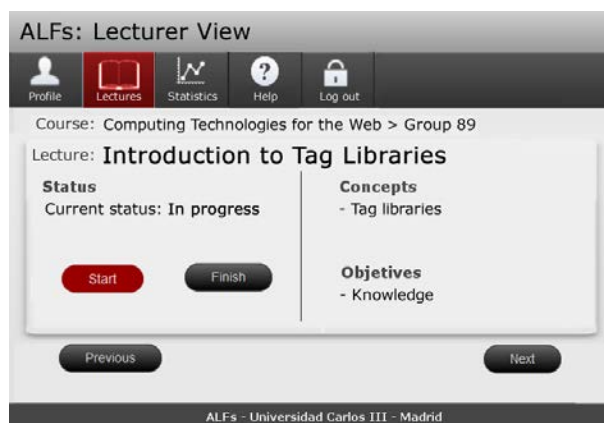 ALFs: Lecturer View
Profile Lectures Statistics Help Log out
Course: Computing Technologies for the Web > Group 89
Lecture: Introduction to Tag Libraries
Status
Current status: In progress
Start Finish
Concepts
- Tag libraries
Objetives
- Knowledge
Previous Next
ALFs - Universidad Carlos III - Madrid